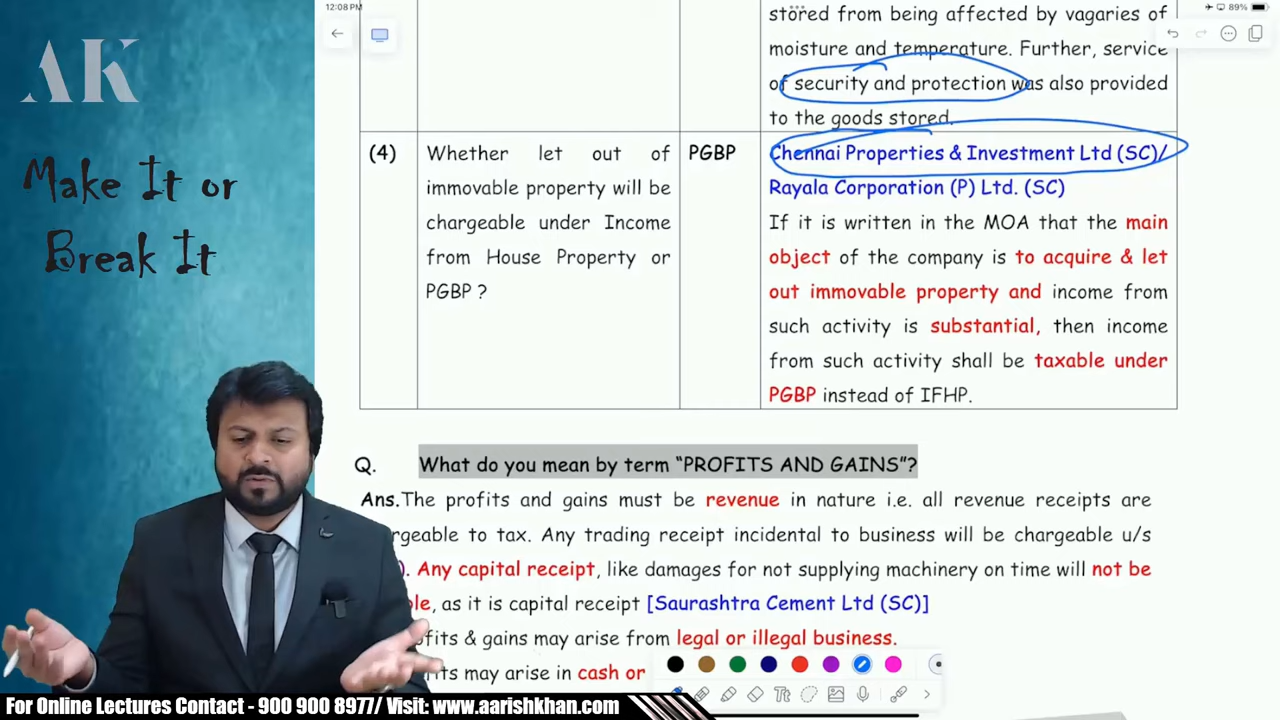 12:08 PM
89%
AK
Make It or
Break It
stored from being affected by vagaries of
moisture and temperature. Further, service
of security and protection was also provided
to the goods stored.
(4) Whether let out of immovable property will be chargeable under Income from House Property or PGBP ?
PGBP
Chennai Properties & Investment Ltd (SC)/
Rayala Corporation (P) Ltd. (SC)
If it is written in the MOA that the main
object of the company is to acquire & let
out immovable property and income from
such activity is substantial, then income
from such activity shall be taxable under
PGBP instead of IFHP.
Q. What do you mean by term “PROFITS AND GAINS”?
Ans.The profits and gains must be revenue in nature i.e. all revenue receipts are
to tax. Any trading receipt incidental to business will be chargeable u/s
Any capital receipt, like damages for not supplying machinery on time will not be
as it is capital receipt [Saurashtra Cement Ltd (SC)]
& gains may arise from legal or illegal business.
may arise in cash or
For Online Lectures Contact - 900 900 8977/ Visit: www.aarishkhan.com